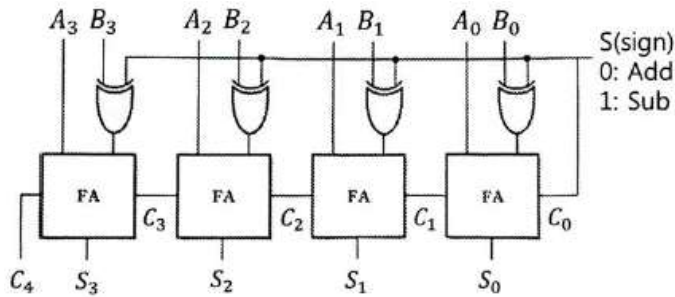 A₃ B₃ A₂ B₂ A₁ B₁ A₀ B₀ S(sign)
0: Add
1: Sub
FA C₃ FA C₂ FA C₁ FA C₀
C₄ S₃ S₂ S₁ S₀